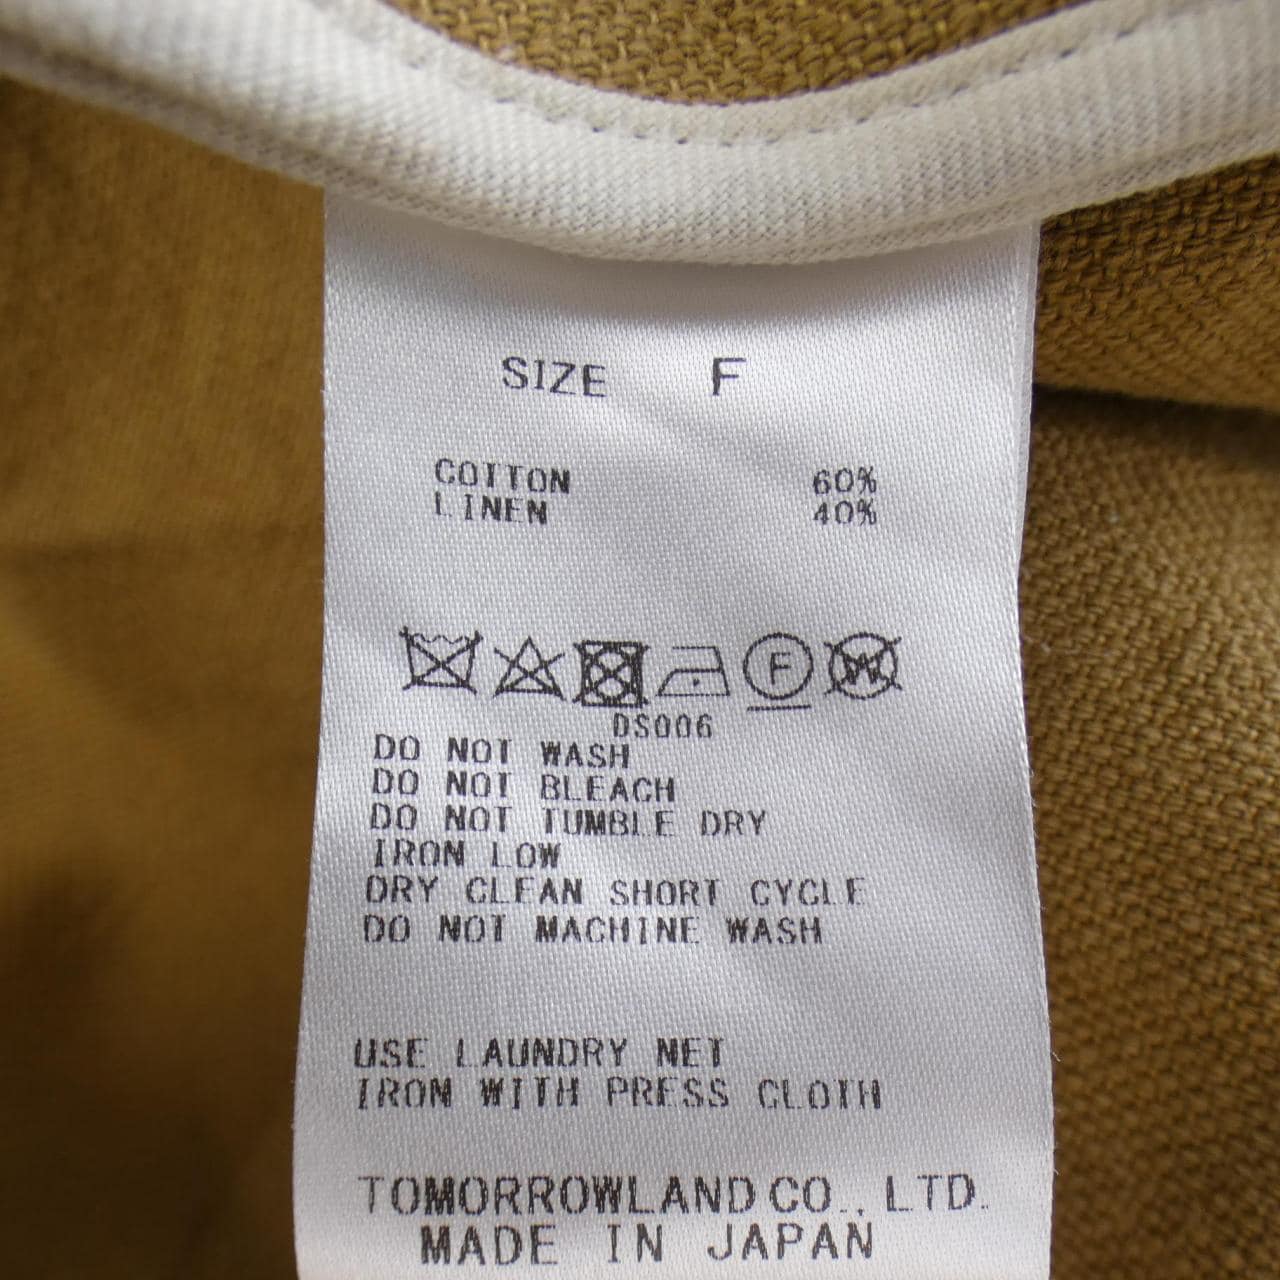 SIZE F
COTTON 60%
LINEN 40%
F W
DS006
DO NOT WASH
DO NOT BLEACH
DO NOT TUMBLE DRY
IRON LOW
DRY CLEAN SHORT CYCLE
DO NOT MACHINE WASH
USE LAUNDRY NET
IRON WITH PRESS CLOTH
TOMORROWLAND CO., LTD.
MADE IN JAPAN